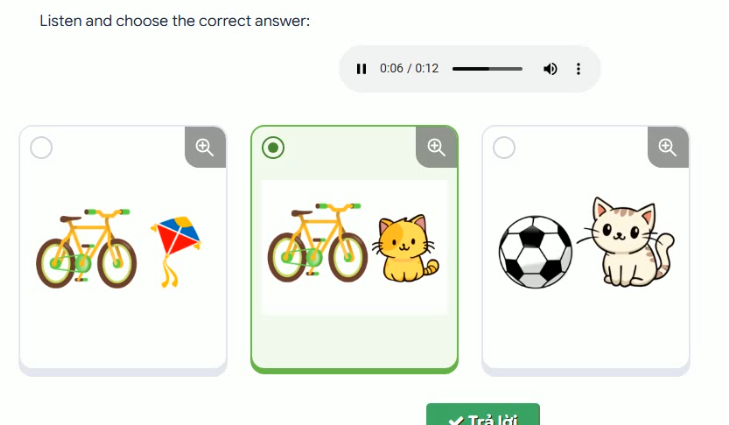 Listen and choose the correct answer:
0:06 / 0:12
Trả lời